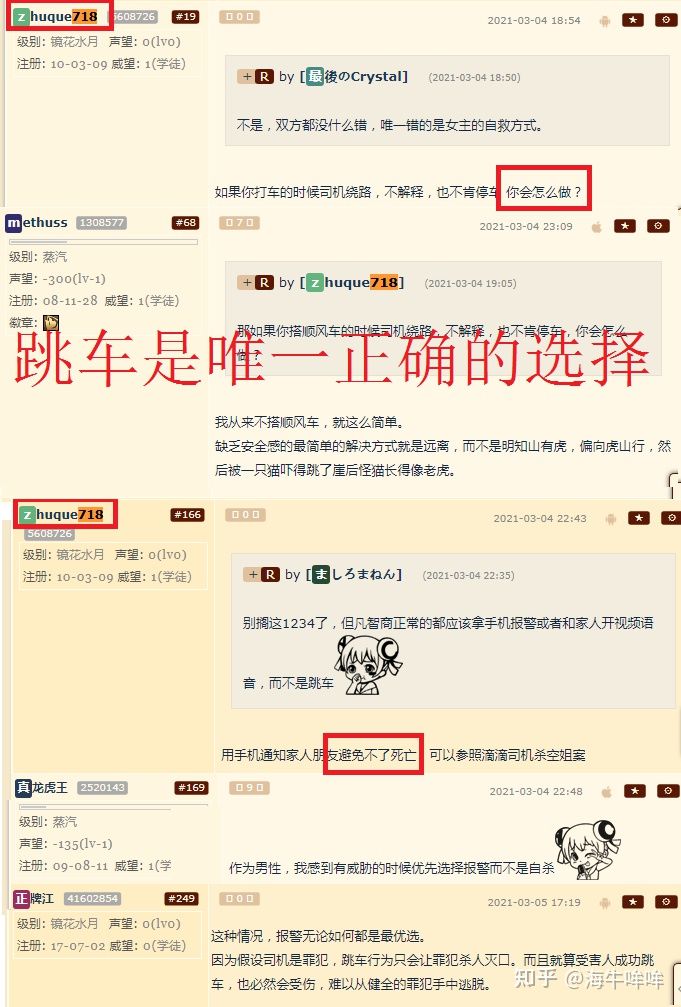 zhuque718 5608726 #19
级别: 镜花水月 声望: 0(lv0)
注册: 10-03-09 威望: 1(学徒)
0
2021-03-04 18:54
+ R by [最後のCrystal] (2021-03-04 18:50)
不是，双方都没什么错，唯一错的是女主的自救方式。
如果你打车的时候司机绕路，不解释，也不肯停车 你会怎么做？
methuss 1308577 #68
级别: 蒸汽
声望: -300(lv-1)
注册: 08-11-28 威望: 1(学徒)
徽章:
7
2021-03-04 23:09
+ R by [zhuque718] (2021-03-04 19:05)
那如果你搭顺风车的时候司机绕路，不解释，也不肯停车，你会怎么
做？
跳车是唯一正确的选择
我从来不搭顺风车，就这么简单。
缺乏安全感的最简单的解决方式就是远离，而不是明知山有虎，偏向虎山行，然
后被一只猫吓得跳了崖后怪猫长得像老虎。
zhuque718 #166
5608726
级别: 镜花水月 声望: 0(lv0)
注册: 10-03-09 威望: 1(学徒)
0
2021-03-04 22:43
+ R by [ましろまねん] (2021-03-04 22:35)
别搁这1234了，但凡智商正常的都应该拿手机报警或者和家人开视频语
音，而不是跳车
用手机通知家人朋友避免不了死亡 可以参照滴滴司机杀空姐案
真龙虎王 2520143 #169
级别: 蒸汽
声望: -135(lv-1)
注册: 09-08-11 威望: 1(学
9
2021-03-04 22:48
作为男性，我感到有威胁的时候优先选择报警而不是自杀
正牌江 41602854 #249
级别: 镜花水月 声望: 0(lv0)
注册: 17-07-02 威望: 0(学徒)
0
2021-03-05 17:19
这种情况，报警无论如何都是最优选。
因为假设司机是罪犯，跳车行为只会让罪犯杀人灭口。而且就算受害人成功跳
车，也必然会受伤，难以从健全的罪犯手中逃脱。
知乎 @海牛哞哞